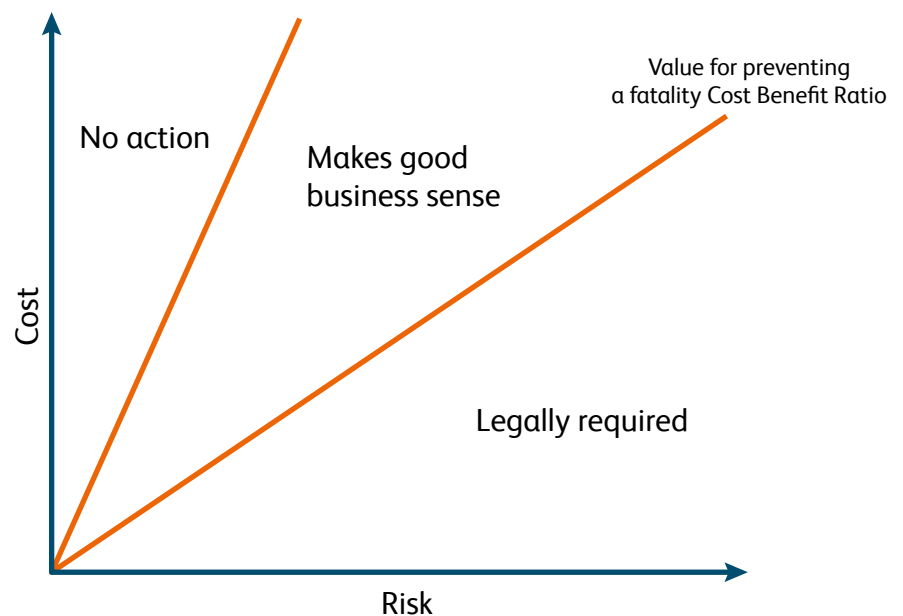 Value for preventing
a fatality Cost Benefit Ratio
No action
Makes good
business sense
Cost
Legally required
Risk